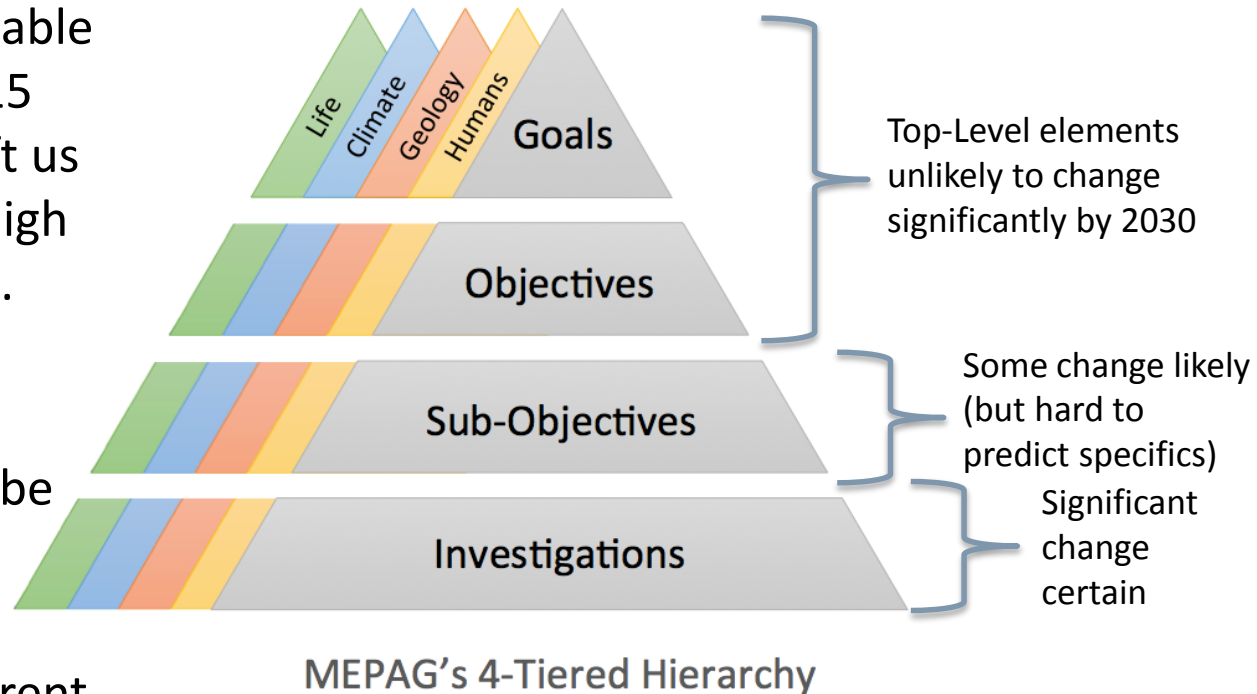 able
15
t us
igh
.
be
rent
Life
Climate
Geology
Humans
Goals
Objectives
Sub-Objectives
Investigations
Top-Level elements
unlikely to change
significantly by 2030
Some change likely
(but hard to
predict specifics)
Significant
change
certain
MEPAG's 4-Tiered Hierarchy